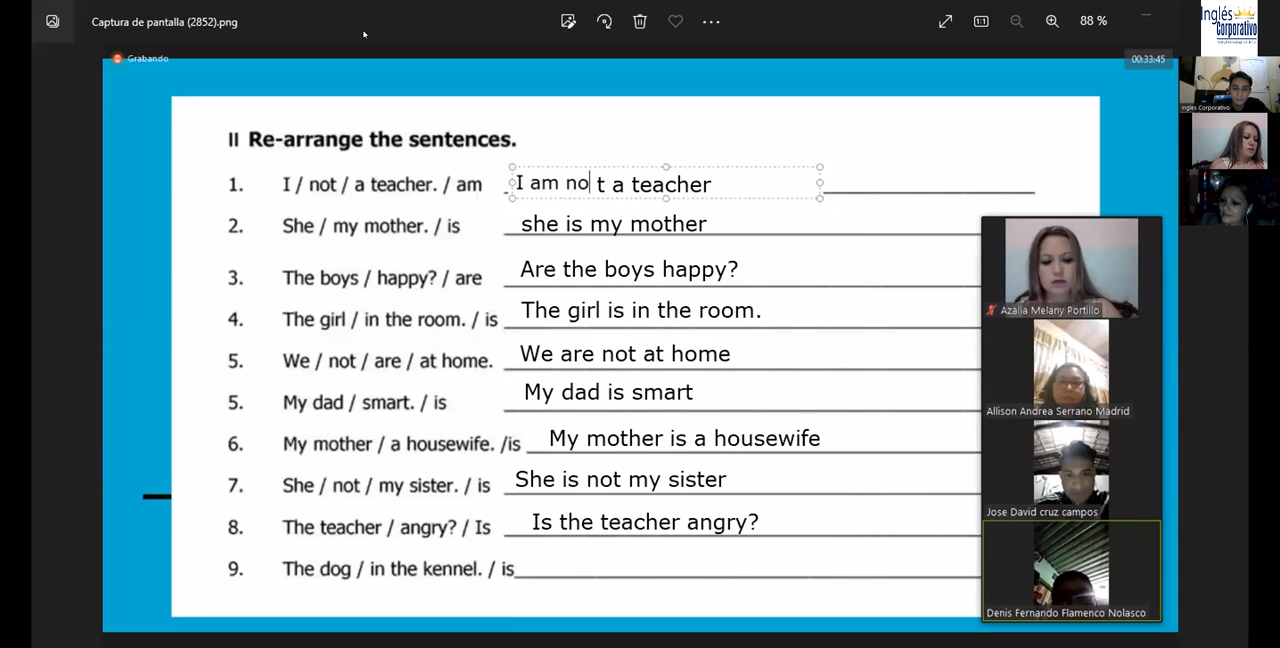 Captura de pantalla (2852).png
88 %
Inglés
Corporativo
Grabando
00:33:45
Ingles Corporativo
II Re-arrange the sentences.
1. I / not / a teacher. / am I am no t a teacher
2. She / my mother. / is she is my mother
3. The boys / happy? / are Are the boys happy?
4. The girl / in the room. / is The girl is in the room.
5. We / not / are / at home. We are not at home
5. My dad / smart. / is My dad is smart
6. My mother / a housewife. /is My mother is a housewife
7. She / not / my sister. / is She is not my sister
8. The teacher / angry? / Is Is the teacher angry?
9. The dog / in the kennel. / is
Azalia Melany Portillo
Allison Andrea Serrano Madrid
Jose David cruz campos
Denis Fernando Flamenco Nolasco